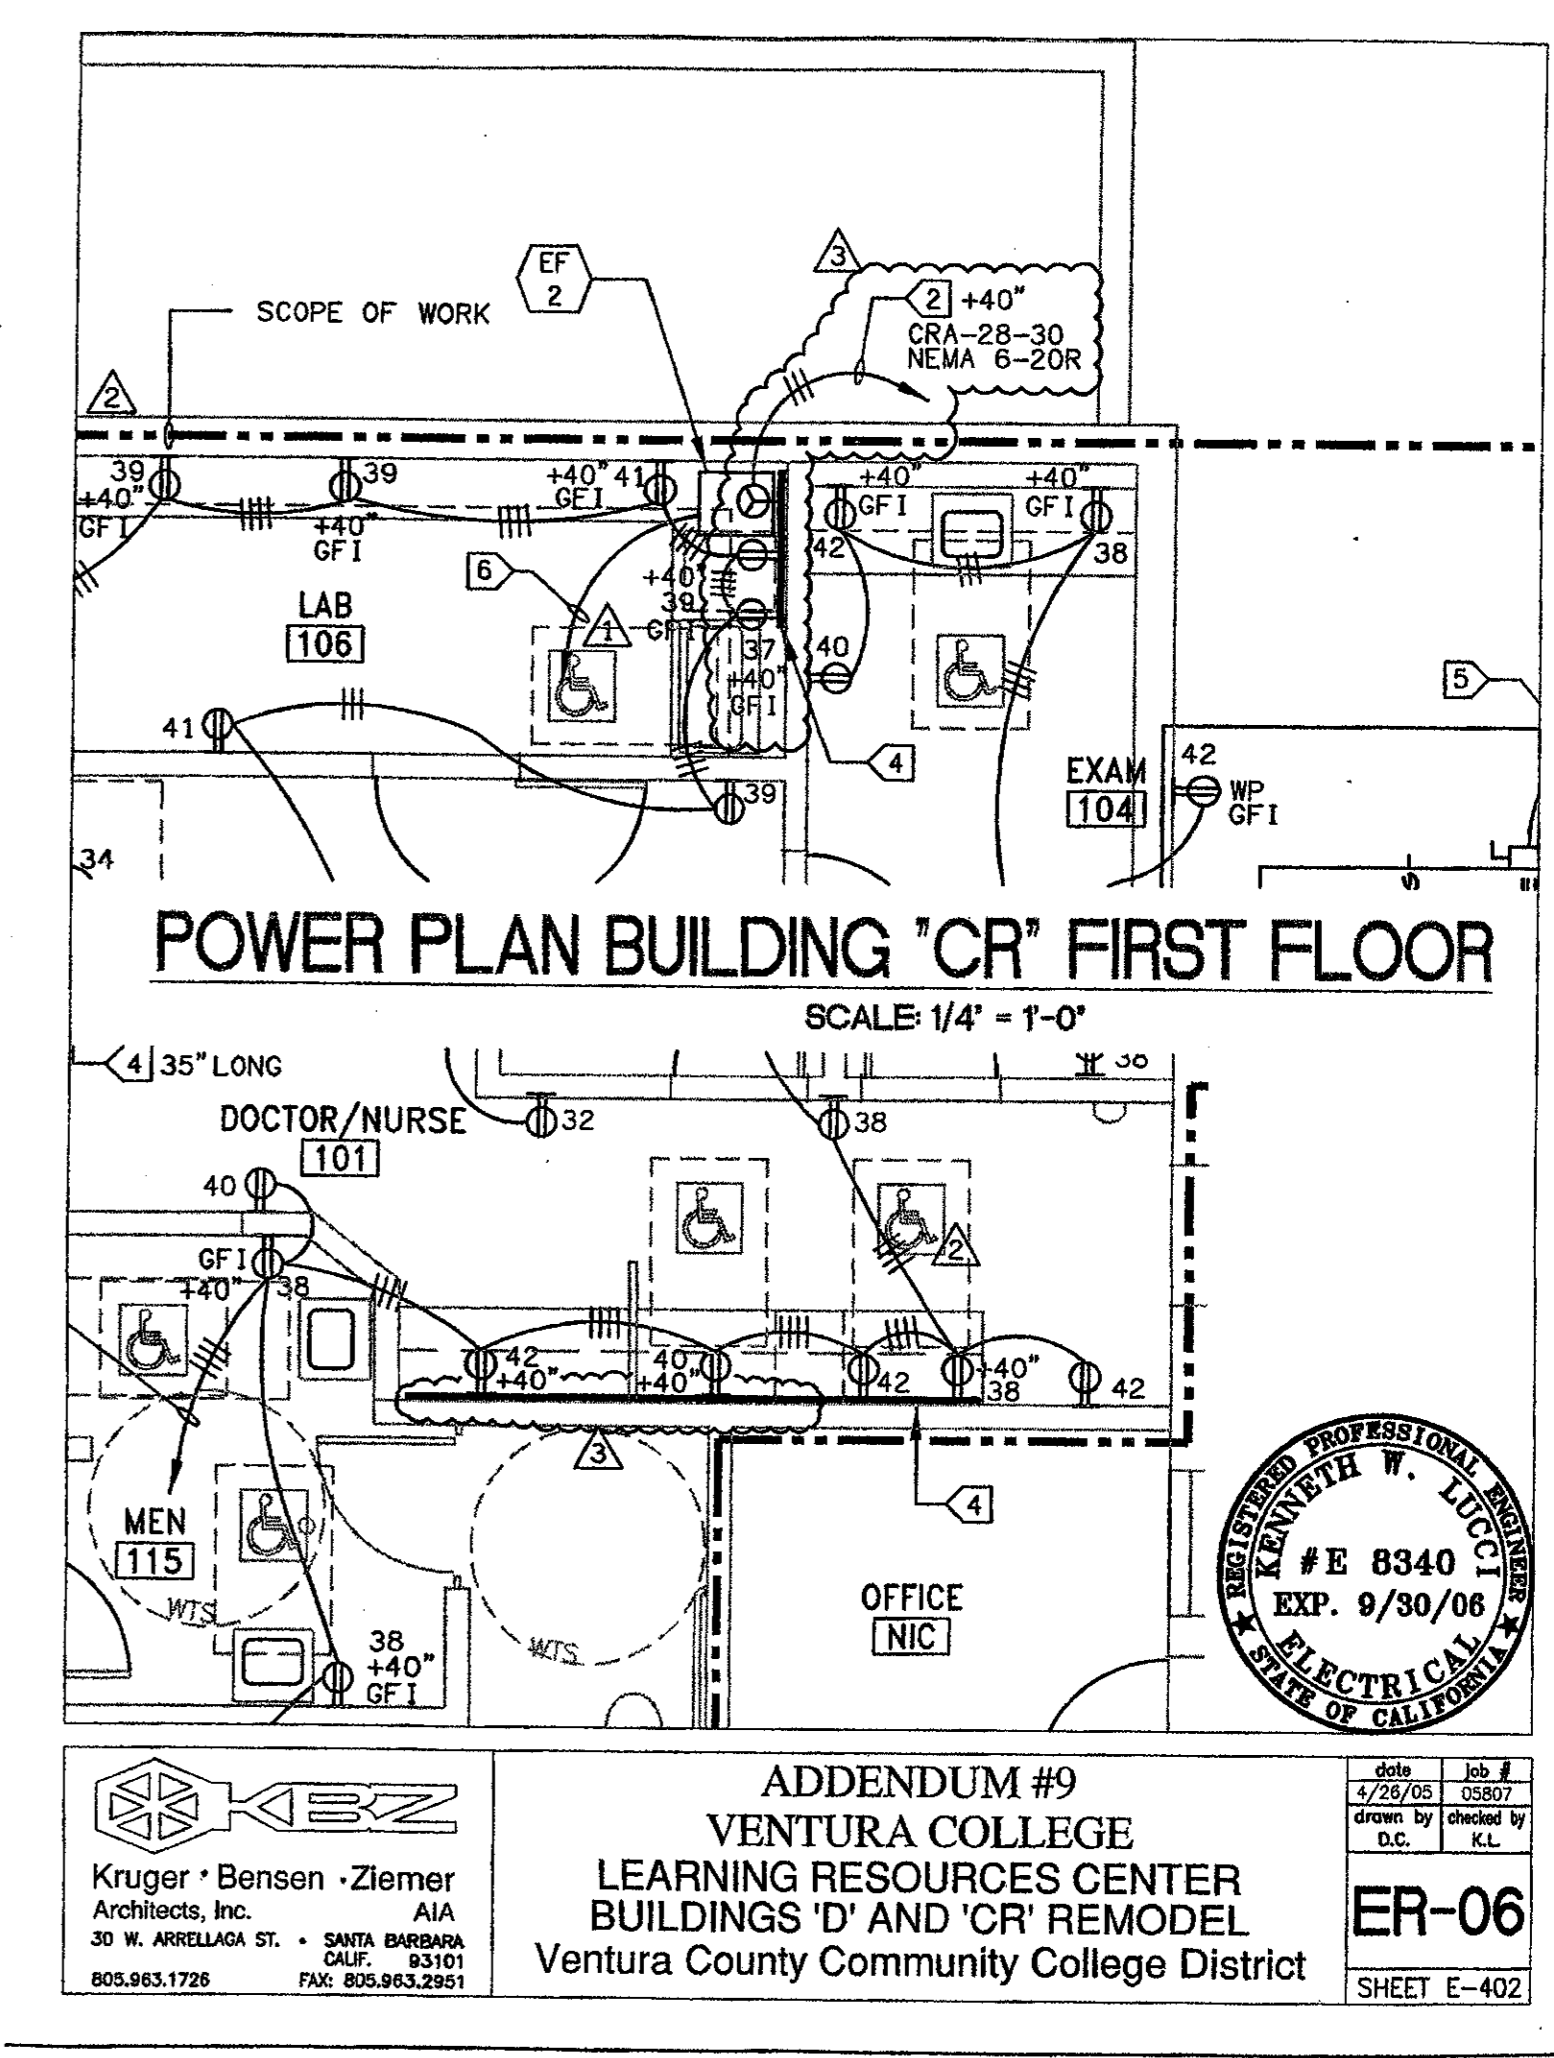 3
EF
2
2 +40"
CRA-28-30
NEMA 6-20R
SCOPE OF WORK
2
39
+40"
GFI
39
+40"
GFI
+40" 41
GFI
+40"
GFI
+40"
GFI
42
38
6
+40"
39
GFI
1
LAB
106
37
+40"
GFI
40
5
41
4
EXAM
104
42
WP
GFI
39
34
S
POWER PLAN BUILDING "CR" FIRST FLOOR
SCALE: 1/4" = 1'-0"
4 35" LONG
38
DOCTOR/NURSE
101
32
38
40
GFI
+40"
38
2
42
+40"
40
+40"
42
+40"
38
42
3
4
MEN
115
WTS
WTS
38
+40"
GFI
OFFICE
NIC
REGISTERED PROFESSIONAL ENGINEER
KENNETH W. LUCCI
#E 8340
EXP. 9/30/06
ELECTRICAL
STATE OF CALIFORNIA
KBZ
Kruger · Bensen · Ziemer
Architects, Inc. AIA
30 W. ARRELLAGA ST. • SANTA BARBARA
CALIF. 93101
805.963.1726 FAX: 805.963.2951
ADDENDUM #9
VENTURA COLLEGE
LEARNING RESOURCES CENTER
BUILDINGS 'D' AND 'CR' REMODEL
Ventura County Community College District
date job #
4/26/05 05807
drawn by checked by
D.C. K.L.
ER-06
SHEET E-402